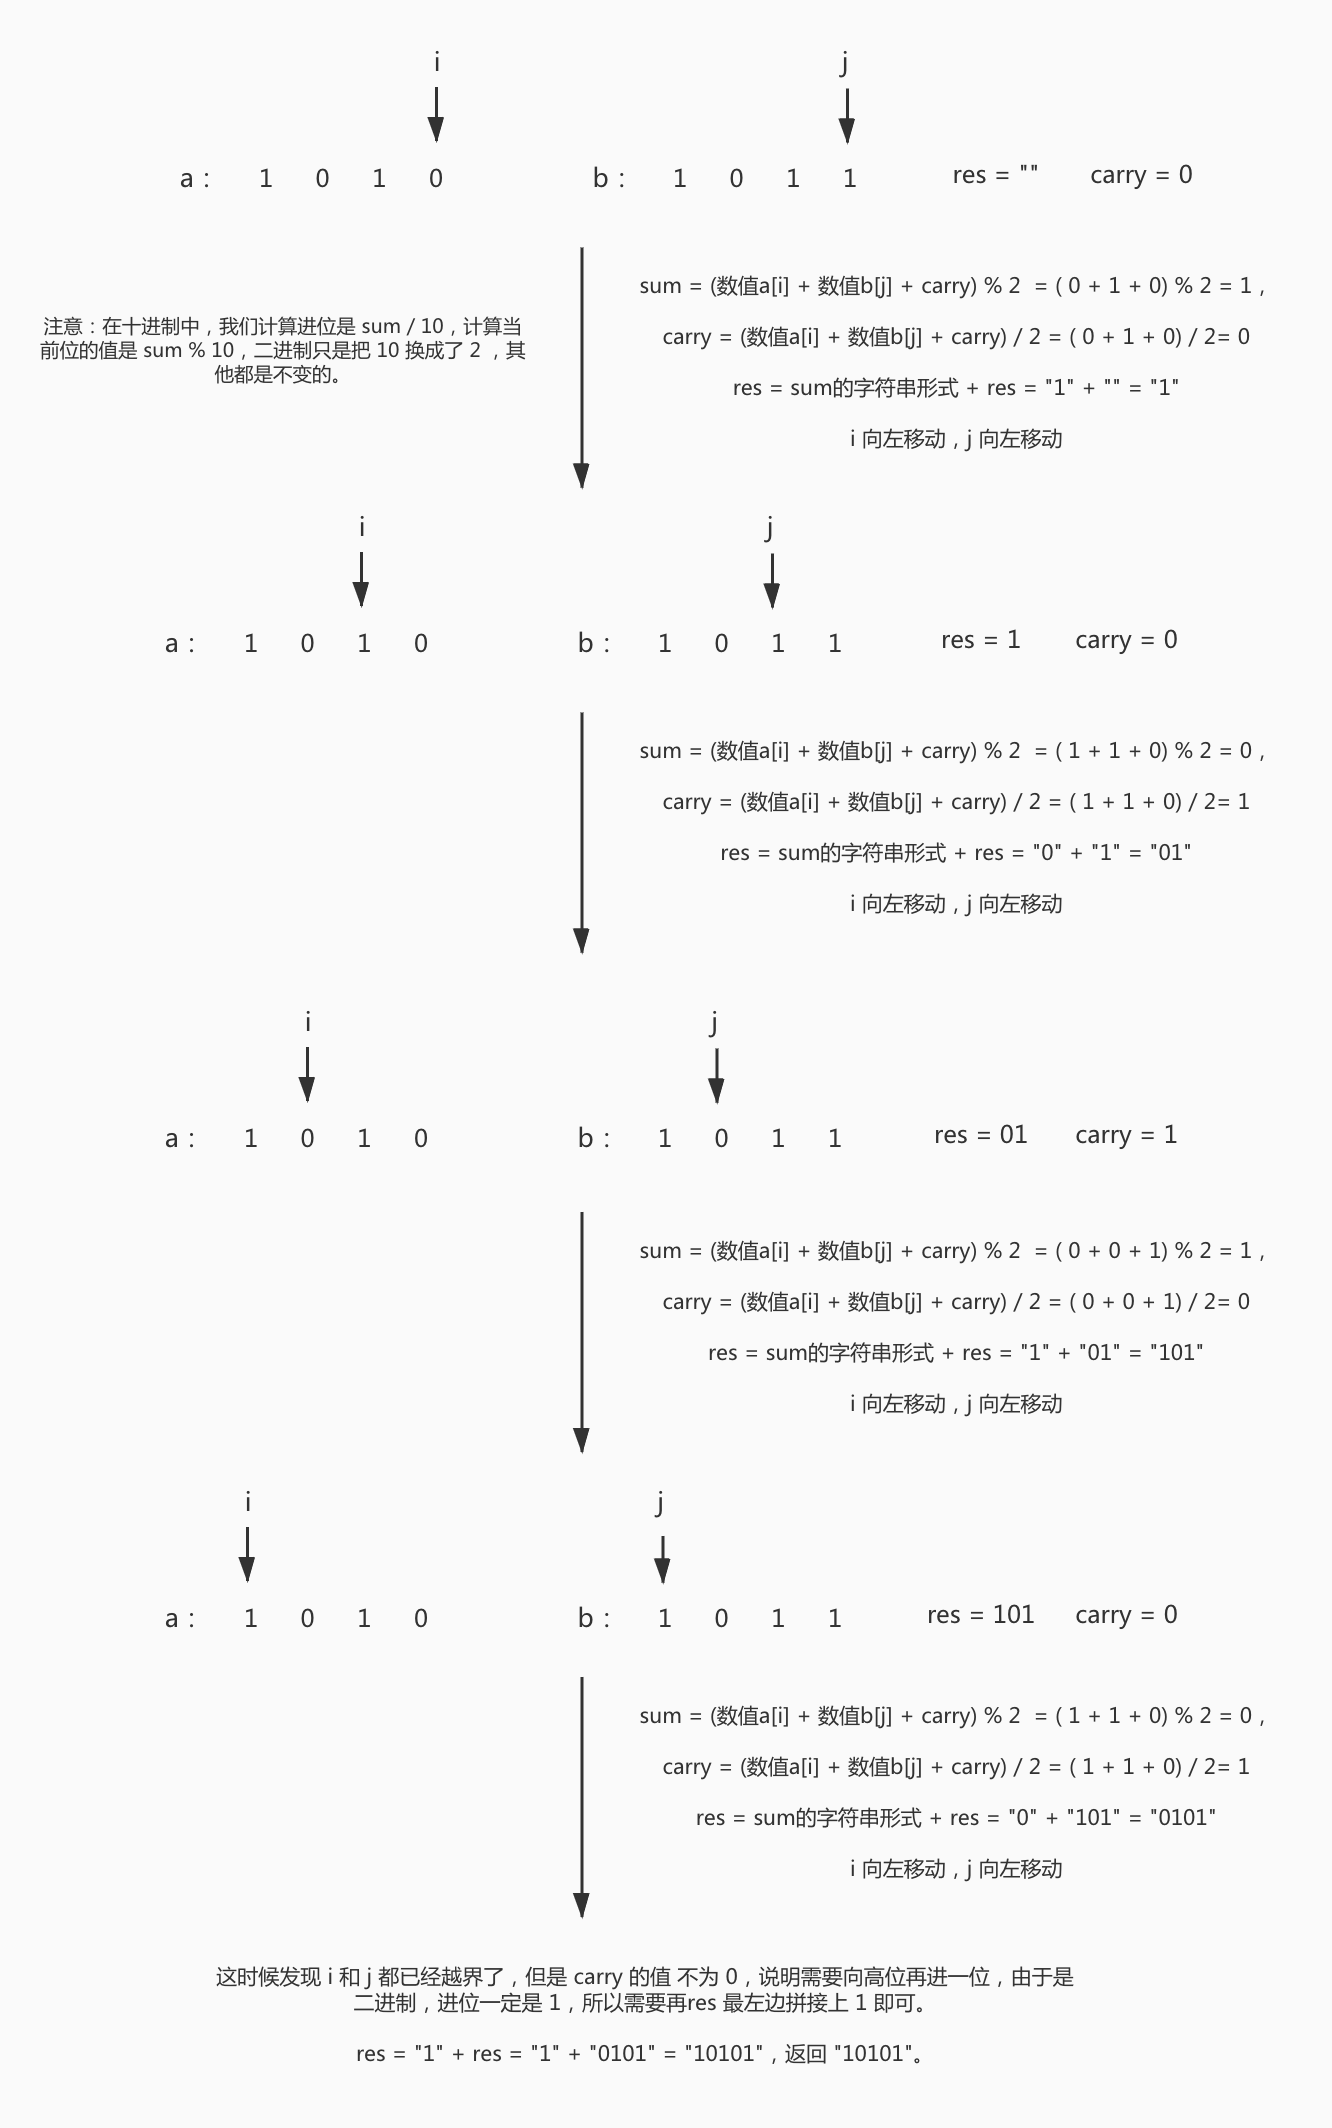 i j
a： 1 0 1 0 b： 1 0 1 1 res = "" carry = 0
sum = (数值a[i] + 数值b[j] + carry) % 2 = ( 0 + 1 + 0) % 2 = 1，
注意：在十进制中，我们计算进位是 sum / 10，计算当
前位的值是 sum % 10，二进制只是把 10 换成了 2 ，其
他都是不变的。
carry = (数值a[i] + 数值b[j] + carry) / 2 = ( 0 + 1 + 0) / 2= 0
res = sum的字符串形式 + res = "1" + "" = "1"
i 向左移动，j 向左移动
i j
a： 1 0 1 0 b： 1 0 1 1 res = 1 carry = 0
sum = (数值a[i] + 数值b[j] + carry) % 2 = ( 1 + 1 + 0) % 2 = 0，
carry = (数值a[i] + 数值b[j] + carry) / 2 = ( 1 + 1 + 0) / 2= 1
res = sum的字符串形式 + res = "0" + "1" = "01"
i 向左移动，j 向左移动
i j
a： 1 0 1 0 b： 1 0 1 1 res = 01 carry = 1
sum = (数值a[i] + 数值b[j] + carry) % 2 = ( 0 + 0 + 1) % 2 = 1，
carry = (数值a[i] + 数值b[j] + carry) / 2 = ( 0 + 0 + 1) / 2= 0
res = sum的字符串形式 + res = "1" + "01" = "101"
i 向左移动，j 向左移动
i j
a： 1 0 1 0 b： 1 0 1 1 res = 101 carry = 0
sum = (数值a[i] + 数值b[j] + carry) % 2 = ( 1 + 1 + 0) % 2 = 0，
carry = (数值a[i] + 数值b[j] + carry) / 2 = ( 1 + 1 + 0) / 2= 1
res = sum的字符串形式 + res = "0" + "101" = "0101"
i 向左移动，j 向左移动
这时候发现 i 和 j 都已经越界了，但是 carry 的值 不为 0，说明需要向高位再进一位，由于是
二进制，进位一定是 1，所以需要再res 最左边拼接上 1 即可。
res = "1" + res = "1" + "0101" = "10101"，返回 "10101"。